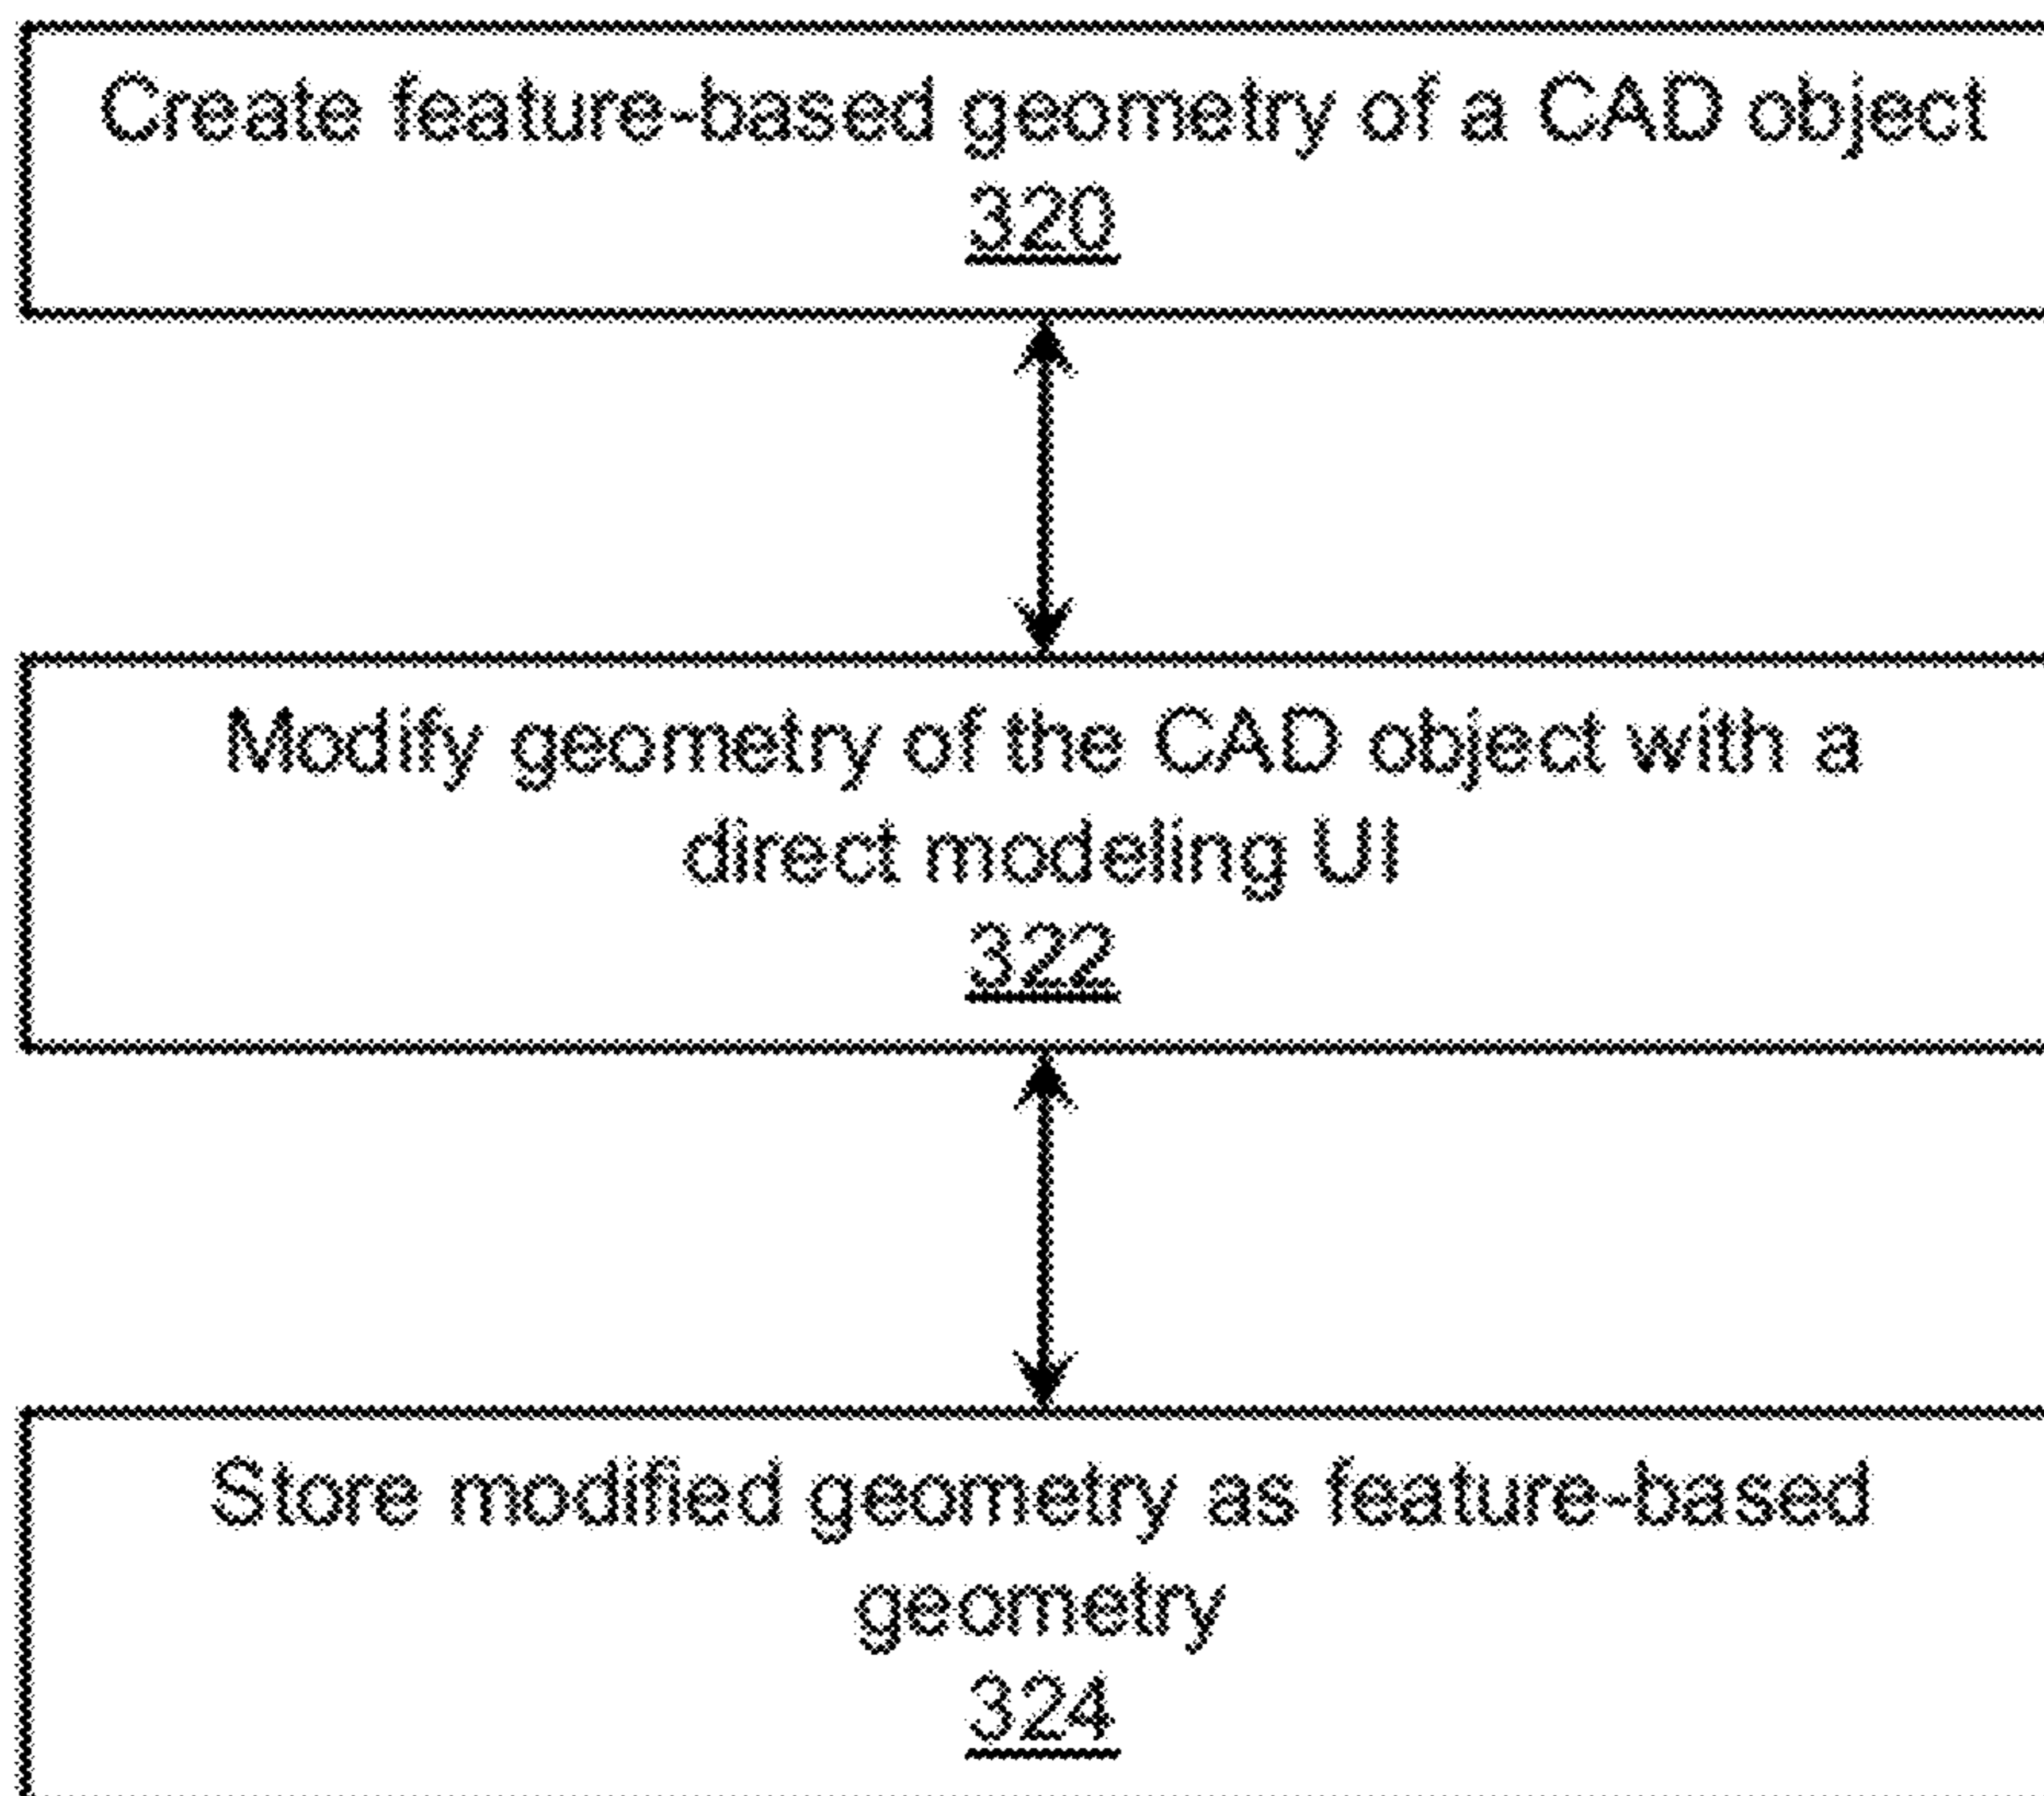 Create feature-based geometry of a CAD object
320
Modify geometry of the CAD object with a
direct modeling UI
322
Store modified geometry as feature-based
geometry
324